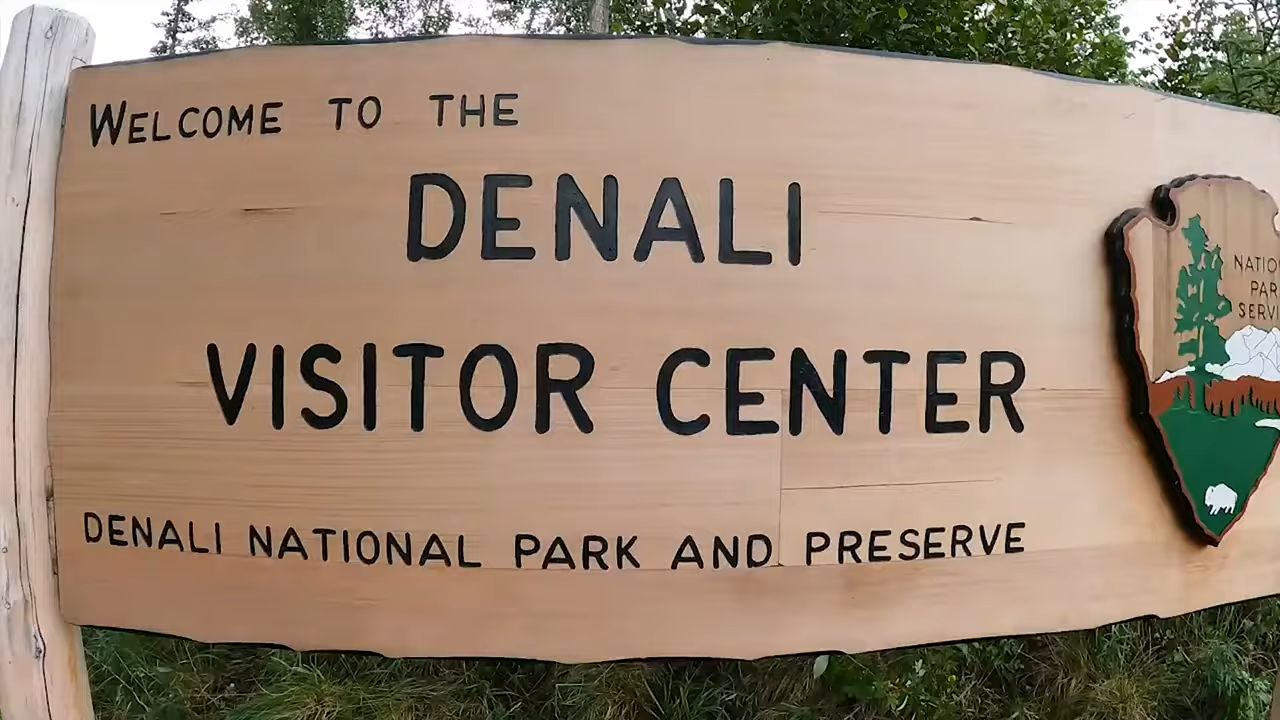 WELCOME TO THE
DENALI
VISITOR CENTER
DENALI NATIONAL PARK AND PRESERVE